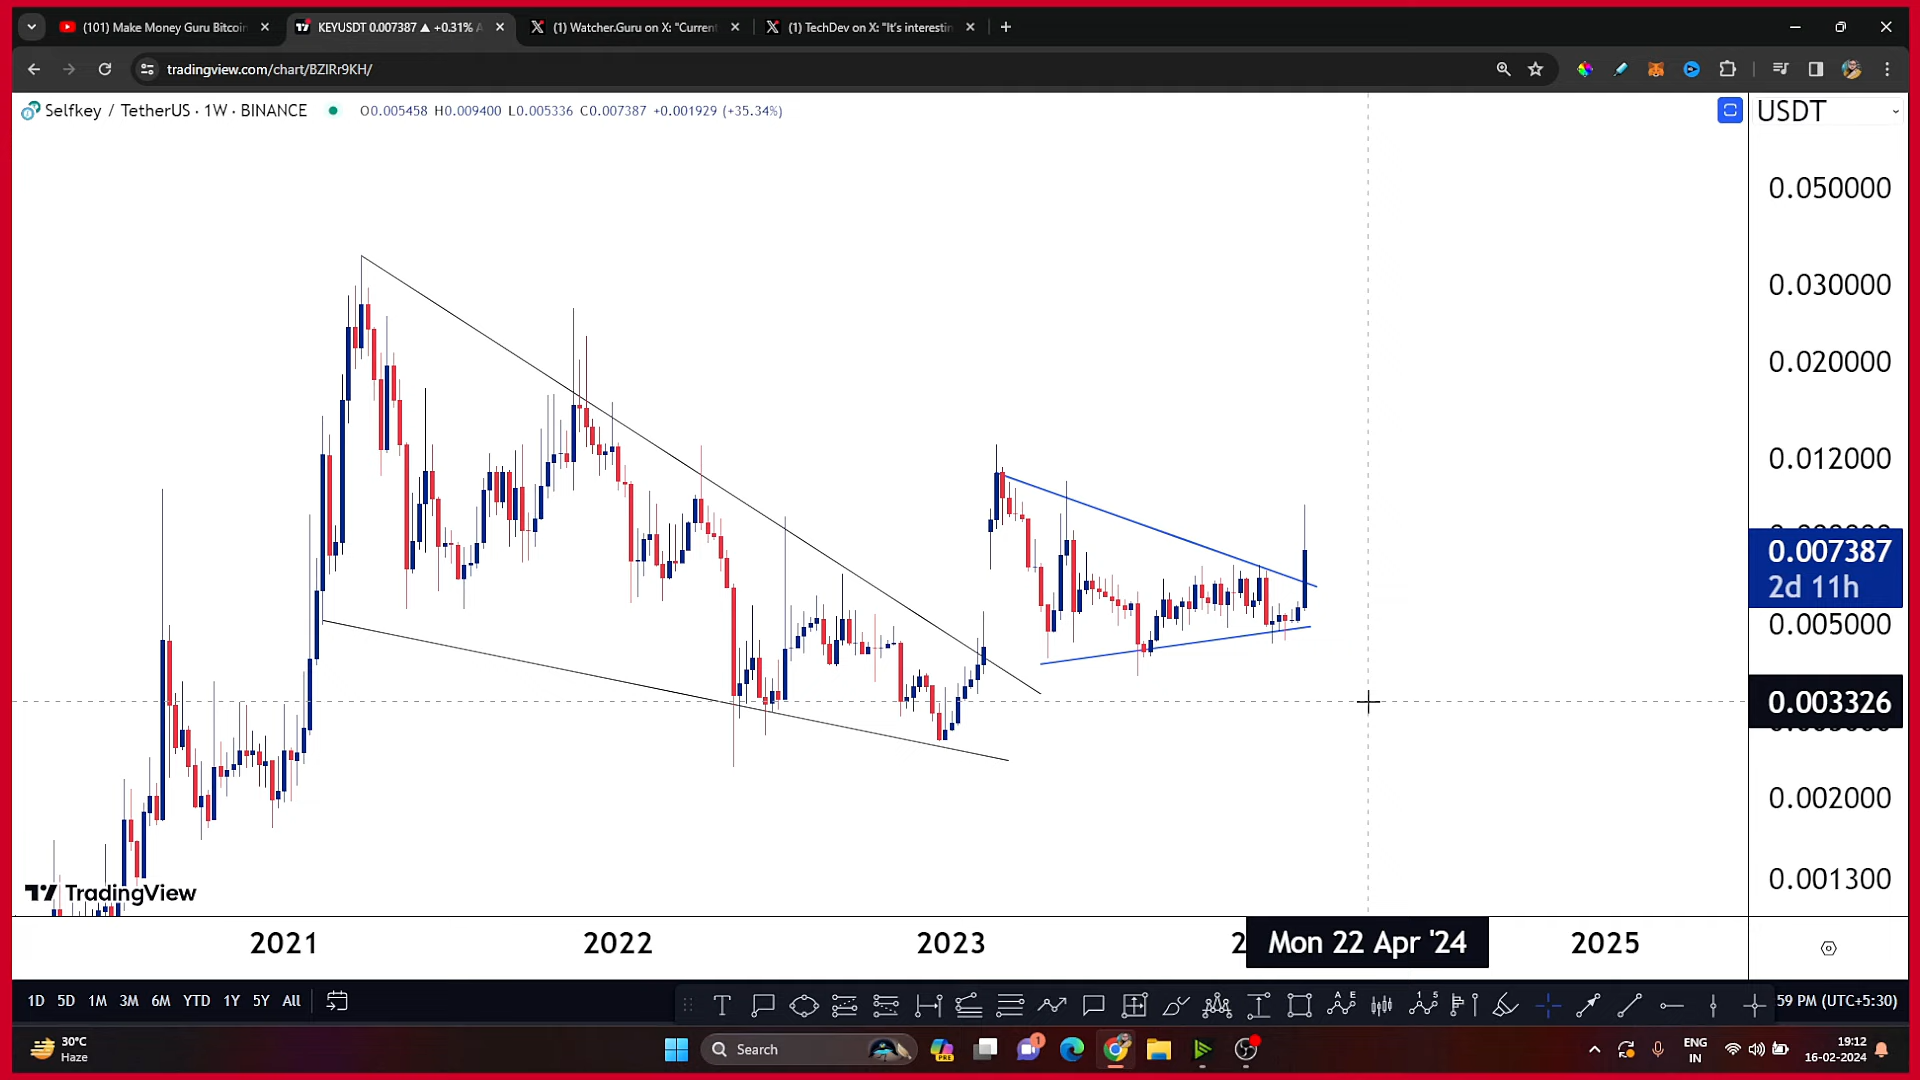 (101) Make Money Guru Bitcoin
KEYUSDT 0.007387 ▲ +0.31% A
(1) Watcher.Guru on X: "Current
(1) TechDev on X: "It's interestin
tradingview.com/chart/BZIRr9KH/
Selfkey / TetherUS · 1W · BINANCE
O0.005458 H0.009400 L0.005336 C0.007387 +0.001929 (+35.34%)
USDT
0.050000
0.030000
0.020000
0.012000
0.007387
2d 11h
0.005000
0.003326
0.002000
0.001300
TradingView
2021
2022
2023
2
Mon 22 Apr '24
2025
1D 5D 1M 3M 6M YTD 1Y 5Y All
59 PM (UTC+5:30)
30°C
Haze
Search
PRE
1
ENG
IN
19:12
16-02-2024